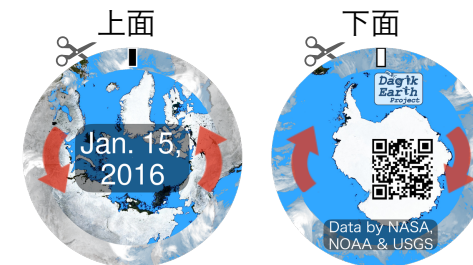 上面
下面
Jan. 15,
2016
Dagik
Earth
Project
Data by NASA,
NOAA & USGS